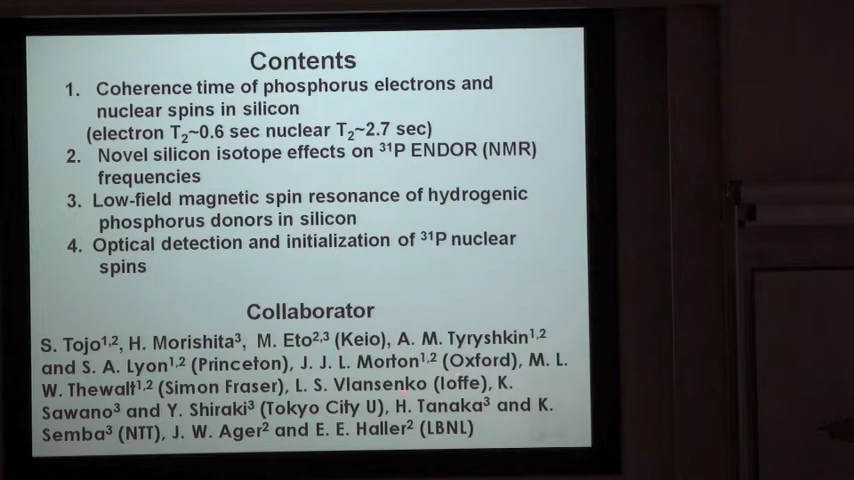 Contents
1. Coherence time of phosphorus electrons and
nuclear spins in silicon
(electron T₂~0.6 sec nuclear T₂~2.7 sec)
2. Novel silicon isotope effects on ³¹P ENDOR (NMR)
frequencies
3. Low-field magnetic spin resonance of hydrogenic
phosphorus donors in silicon
4. Optical detection and initialization of ³¹P nuclear
spins
Collaborator
S. Tojo¹,², H. Morishita³, M. Eto²,³ (Keio), A. M. Tyryshkin¹,²
and S. A. Lyon¹,² (Princeton), J. J. L. Morton¹,² (Oxford), M. L.
W. Thewalt¹,² (Simon Fraser), L. S. Vlansenko (Ioffe), K.
Sawano³ and Y. Shiraki³ (Tokyo City U), H. Tanaka³ and K.
Semba³ (NTT), J. W. Ager² and E. E. Haller² (LBNL)